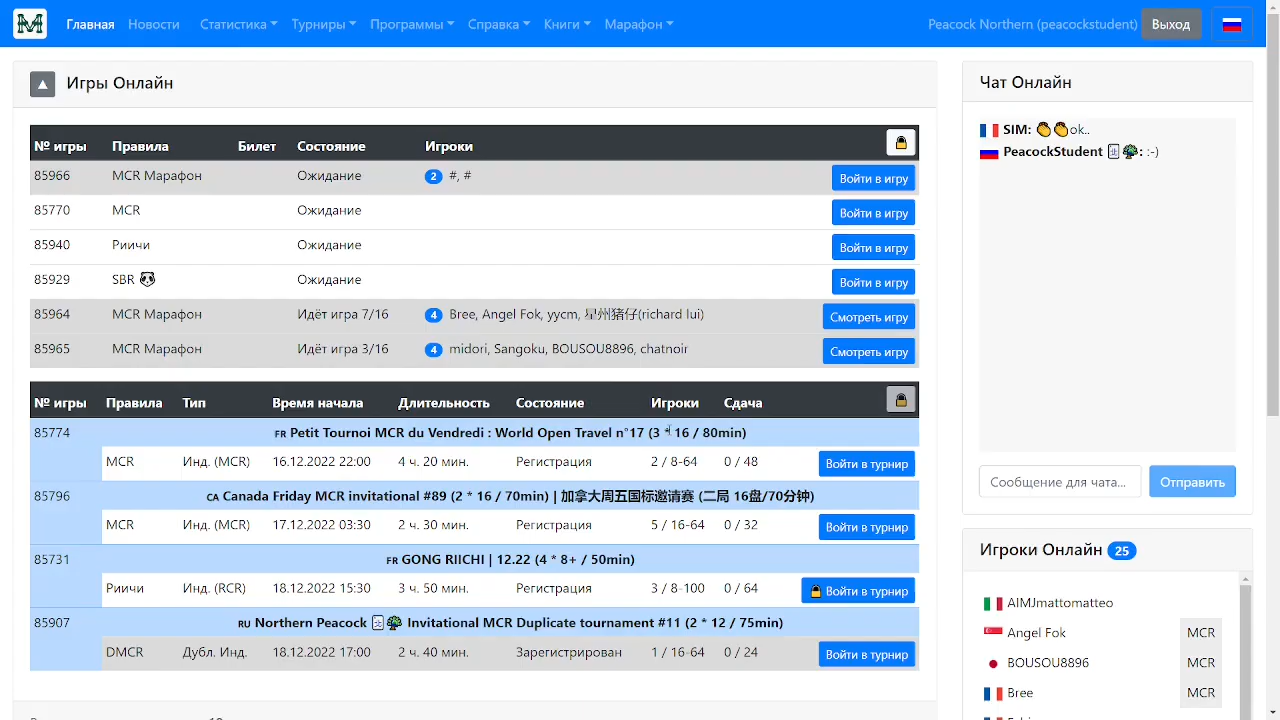 M Главная Новости Статистика Турниры Программы Справка Книги Марафон Peacock Northern (peacockstudent) Выход
▲ Игры Онлайн
№ игры Правила Билет Состояние Игроки
85966 MCR Марафон Ожидание 2 #, # Войти в игру
85770 MCR Ожидание Войти в игру
85940 Риичи Ожидание Войти в игру
85929 SBR 🐼 Ожидание Войти в игру
85964 MCR Марафон Идёт игра 7/16 4 Bree, Angel Fok, yycm, 星州猪仔(richard lui) Смотреть игру
85965 MCR Марафон Идёт игра 3/16 4 midori, Sangoku, BOUSOU8896, chatnoir Смотреть игру
№ игры Правила Тип Время начала Длительность Состояние Игроки Сдача
85774 FR Petit Tournoi MCR du Vendredi : World Open Travel n°17 (3 * 16 / 80min)
MCR Инд. (MCR) 16.12.2022 22:00 4 ч. 20 мин. Регистрация 2 / 8-64 0 / 48 Войти в турнир
85796 CA Canada Friday MCR invitational #89 (2 * 16 / 70min) | 加拿大周五国标邀请赛 (二局 16盘/70分钟)
MCR Инд. (MCR) 17.12.2022 03:30 2 ч. 30 мин. Регистрация 5 / 16-64 0 / 32 Войти в турнир
85731 FR GONG RIICHI | 12.22 (4 * 8+ / 50min)
Риичи Инд. (RCR) 18.12.2022 15:30 3 ч. 50 мин. Регистрация 3 / 8-100 0 / 64 🔒 Войти в турнир
85907 RU Northern Peacock 🀆🌳 Invitational MCR Duplicate tournament #11 (2 * 12 / 75min)
DMCR Дубл. Инд. 18.12.2022 17:00 2 ч. 40 мин. Зарегистрирован 1 / 16-64 0 / 24 Войти в турнир
Чат Онлайн
SIM: 👏👏ok..
PeacockStudent 🀆🌳: :-)
Сообщение для чата... Отправить
Игроки Онлайн 25
AIMJmattomatteo
Angel Fok MCR
BOUSOU8896 MCR
Bree MCR